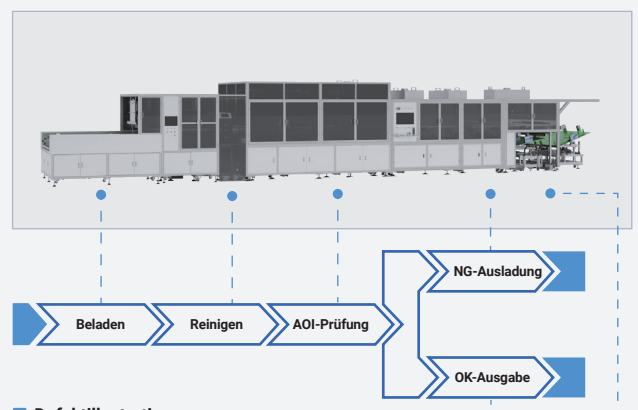 NG-Ausladung
Beladen
Reinigen
AOI-Prüfung
OK-Ausgabe